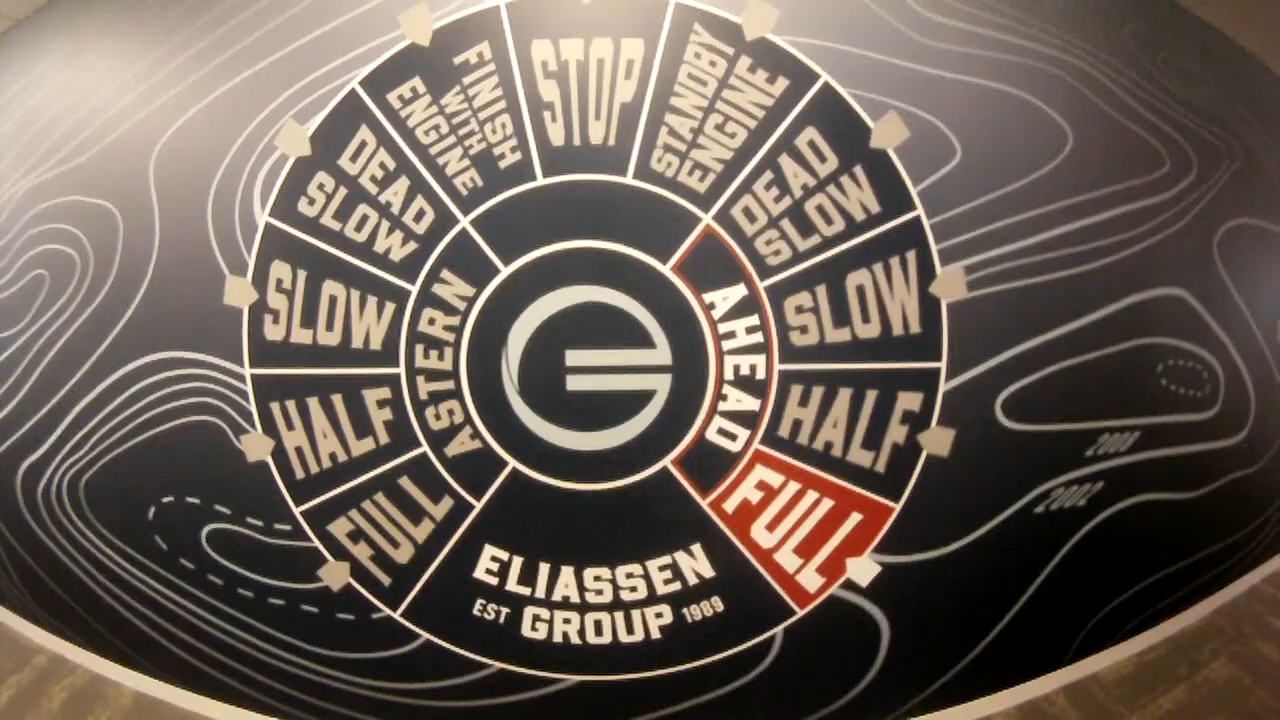 STOP
STANDBY
ENGINE
DEAD
SLOW
SLOW
HALF
FULL
AHEAD
FINISH
WITH
ENGINE
DEAD
SLOW
SLOW
HALF
FULL
ASTERN
ELIASSEN
EST GROUP 1989
2008
2002